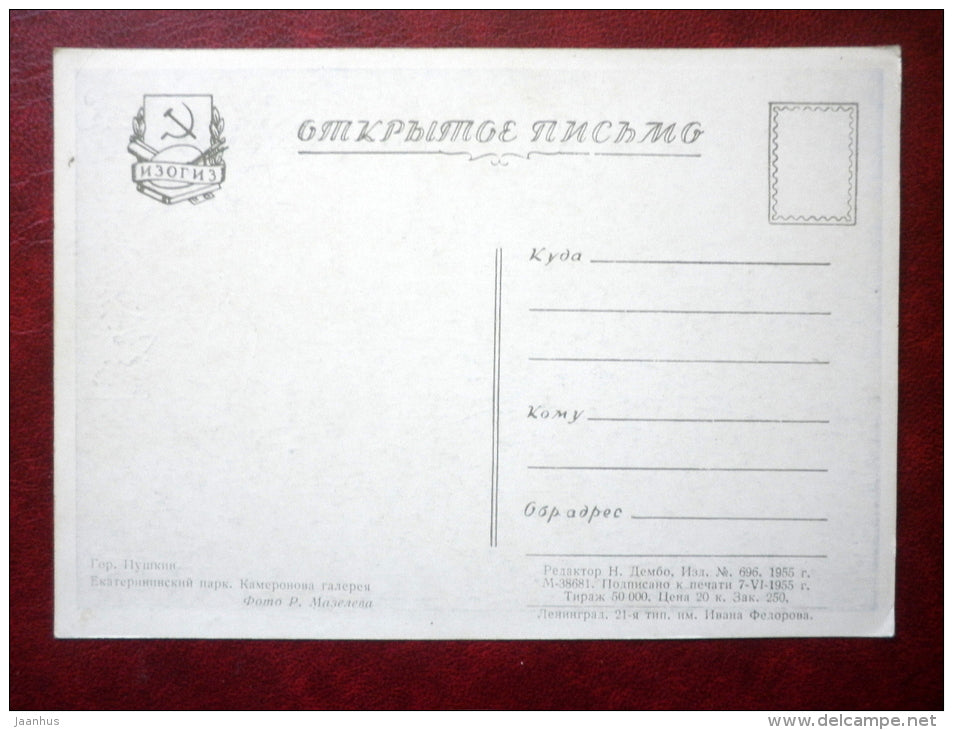 ИЗОГИЗ
ОТКРЫТОЕ ПИСЬМО
Куда
Кому
Обр адрес
Гор. Пушкин.
Екатерининский парк. Камеронова галерея
Фото Р. Мазелева
Редактор Н. Дембо, Изд. №. 696. 1955 г.
М-38681. Подписано к печати 7-VI-1955 г.
Тираж 50 000. Цена 20 к. Зак. 250.
Ленинград. 21-я тип. им. Ивана Федорова.
jaanhus
www.delcampe.net